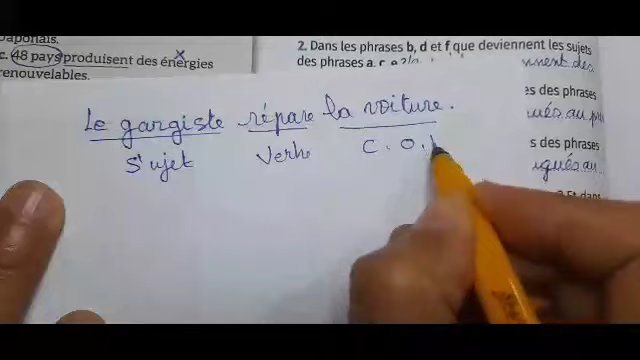 Japonais.
c. 48 pays produisent des énergies
renouvelables.
2. Dans les phrases b, d et f que deviennent les sujets
des phrases a,
des phrases
s des phrases
Le gargiste répare la voiture.
Sujet Verbe C.O.